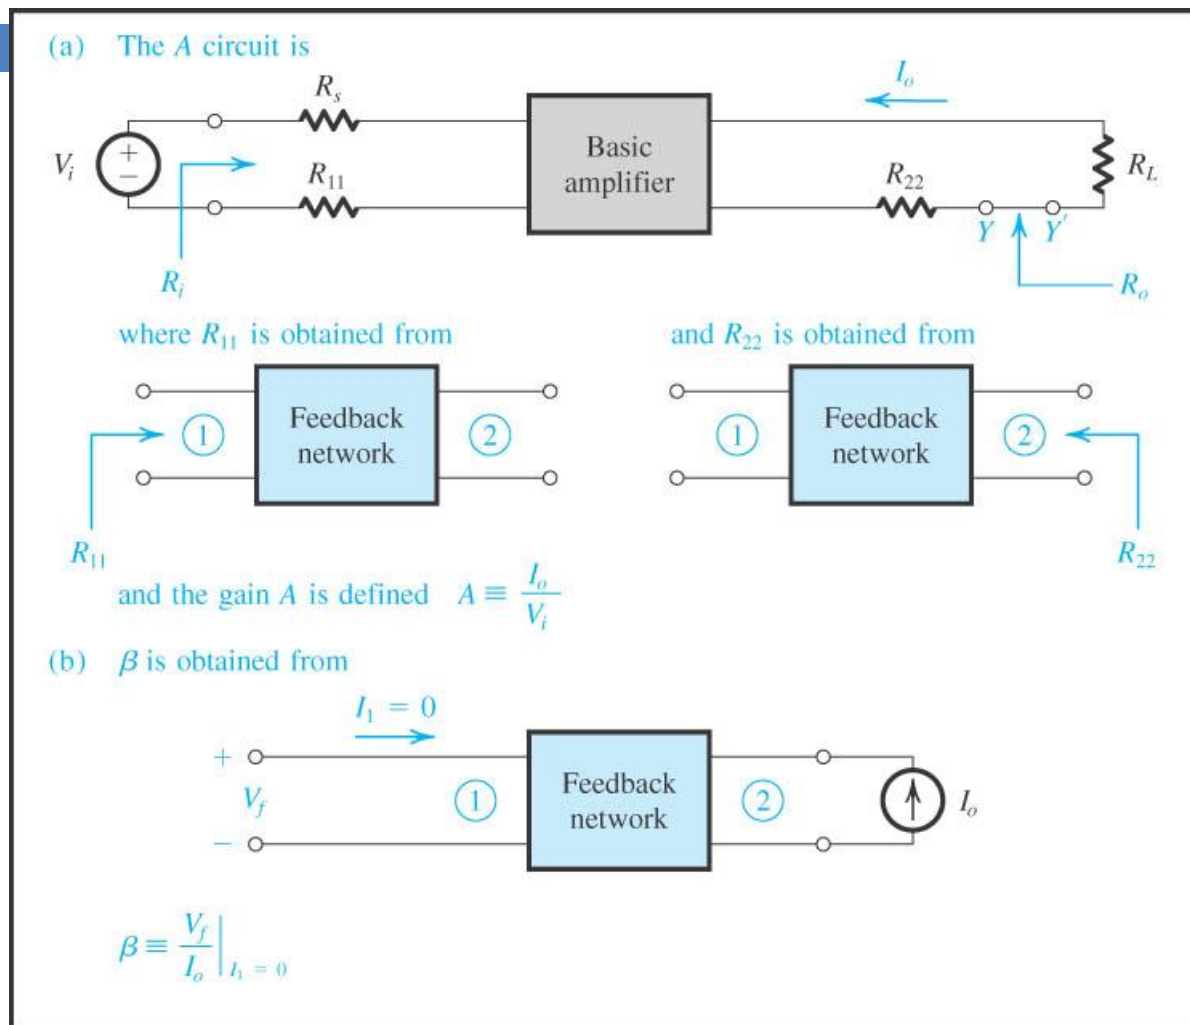 (a) The A circuit is
I_o
R_s
V_i
+
−
Basic
amplifier
R_11
R_22
R_L
Y
Y′
R_i
R_o
where R_11 is obtained from
and R_22 is obtained from
1
Feedback
network
2
1
Feedback
network
2
R_11
R_22
and the gain A is defined A ≡ I_o / V_i
(b) β is obtained from
I_1 = 0
+
V_f
−
1
Feedback
network
2
I_o
β ≡ V_f / I_o | I_1 = 0